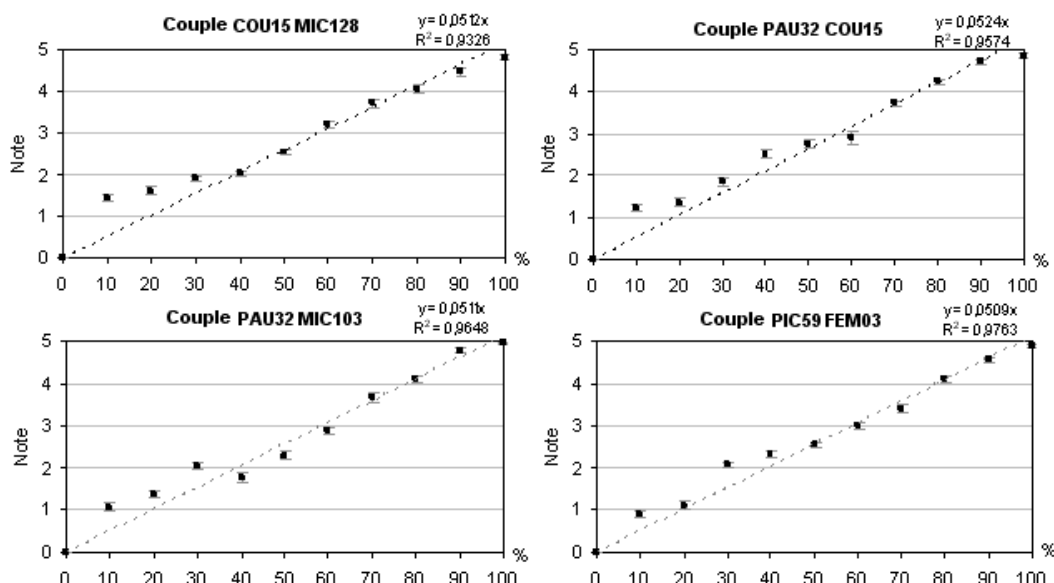 Couple COU15 MIC128
y= 0,0512x
R² = 0,9326
5
4
3
2
1
0
Note
0 10 20 30 40 50 60 70 80 90 100
%
Couple PAU32 COU15
y= 0,0524x
R² = 0,9574
5
4
3
2
1
0
Note
0 10 20 30 40 50 60 70 80 90 100
%
Couple PAU32 MIC103
y= 0,0511x
R² = 0,9648
5
4
3
2
1
0
Note
0 10 20 30 40 50 60 70 80 90 100
%
Couple PIC59 FEM03
y= 0,0509x
R² = 0,9763
5
4
3
2
1
0
Note
0 10 20 30 40 50 60 70 80 90 100
%